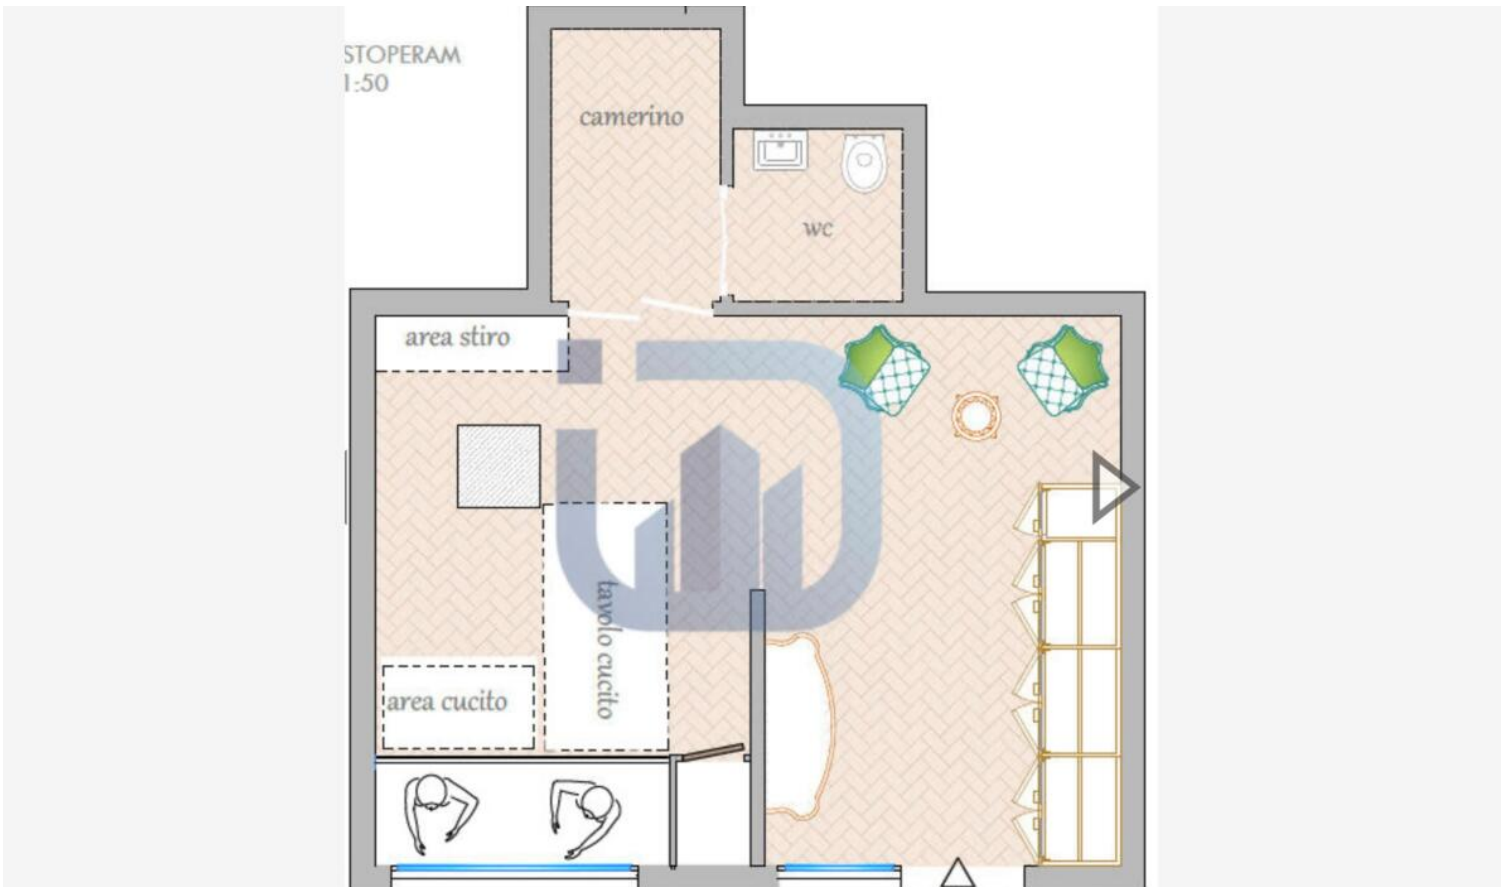 STOPERAM
1:50
camerino
wc
area stiro
tavolo cucito
area cucito